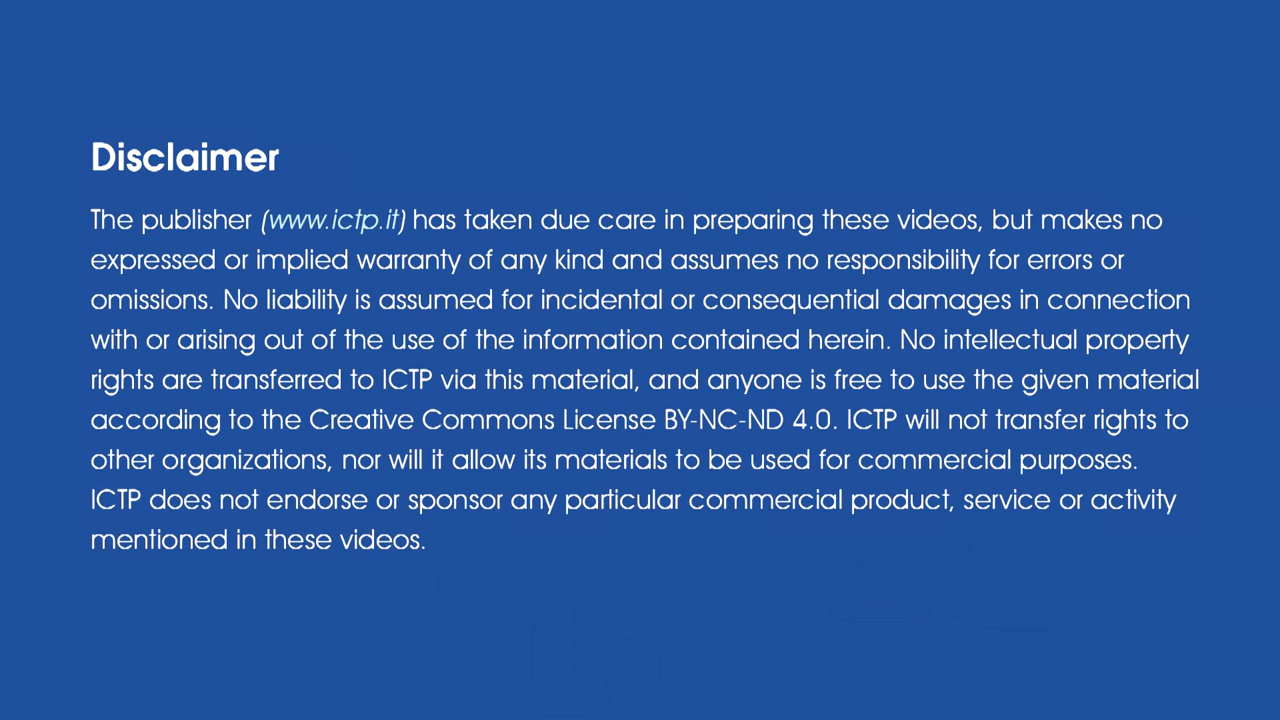 Disclaimer
The publisher (www.ictp.it) has taken due care in preparing these videos, but makes no
expressed or implied warranty of any kind and assumes no responsibility for errors or
omissions. No liability is assumed for incidental or consequential damages in connection
with or arising out of the use of the information contained herein. No intellectual property
rights are transferred to ICTP via this material, and anyone is free to use the given material
according to the Creative Commons License BY-NC-ND 4.0. ICTP will not transfer rights to
other organizations, nor will it allow its materials to be used for commercial purposes.
ICTP does not endorse or sponsor any particular commercial product, service or activity
mentioned in these videos.